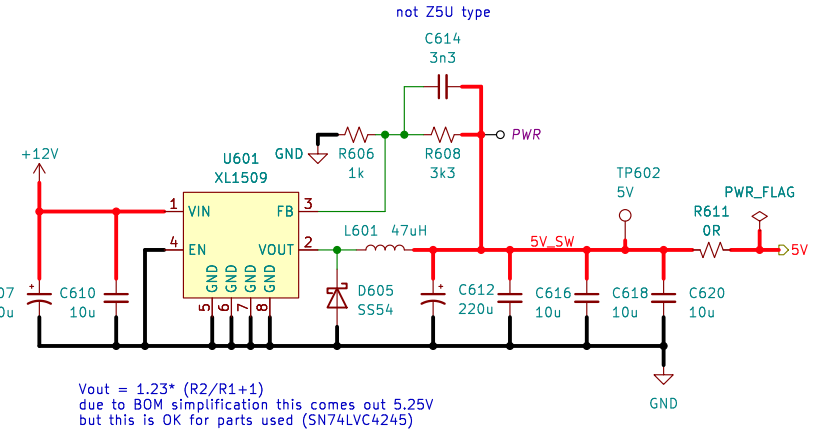 not Z5U type
C614
3n3
PWR
GND
R606
1k
R608
3k3
+12V
U601
XL1509
TP602
5V
PWR_FLAG
R611
0R
1
VIN
FB
3
4
EN
VOUT
2
L601 47uH
5V_SW
5V
GND
GND
GND
GND
5
6
7
8
07
0u
C610
10u
D605
SS54
C612
220u
C616
10u
C618
10u
C620
10u
GND
Vout = 1.23* (R2/R1+1)
due to BOM simplification this comes out 5.25V
but this is OK for parts used (SN74LVC4245)